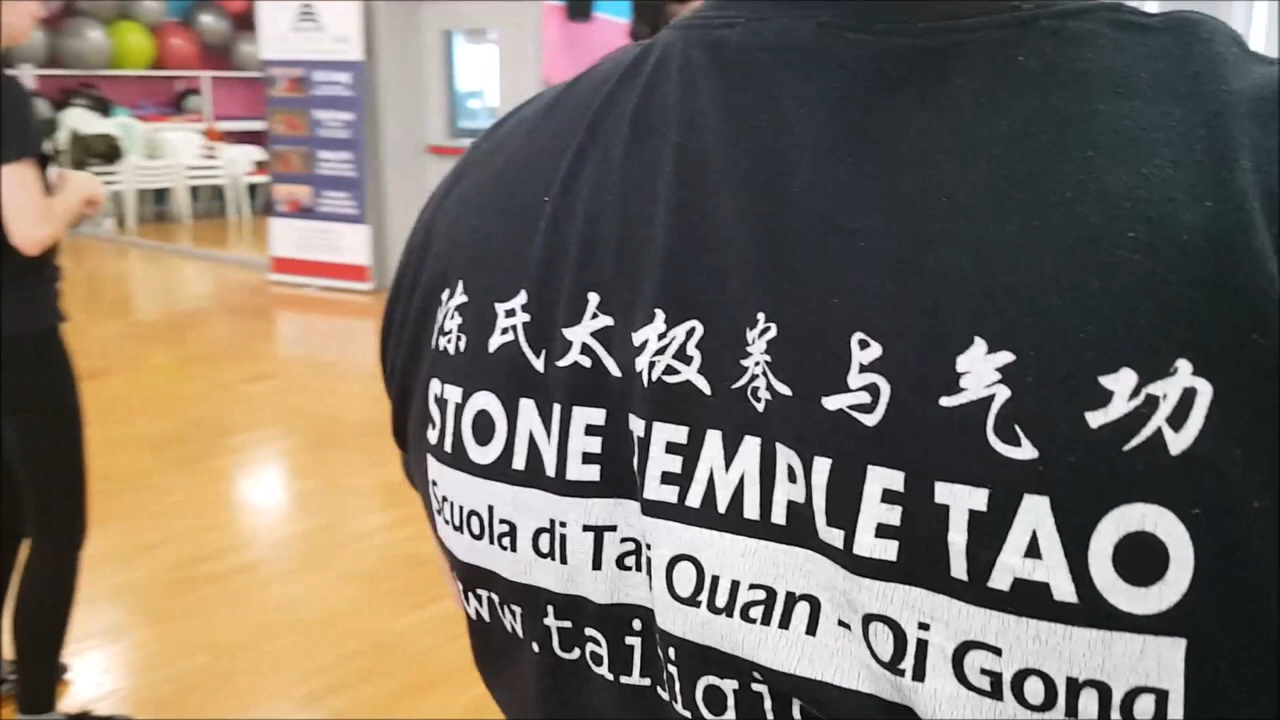 陈氏太极拳与气功
STONE TEMPLE TAO
Scuola di Tai Quan - Qi Gong